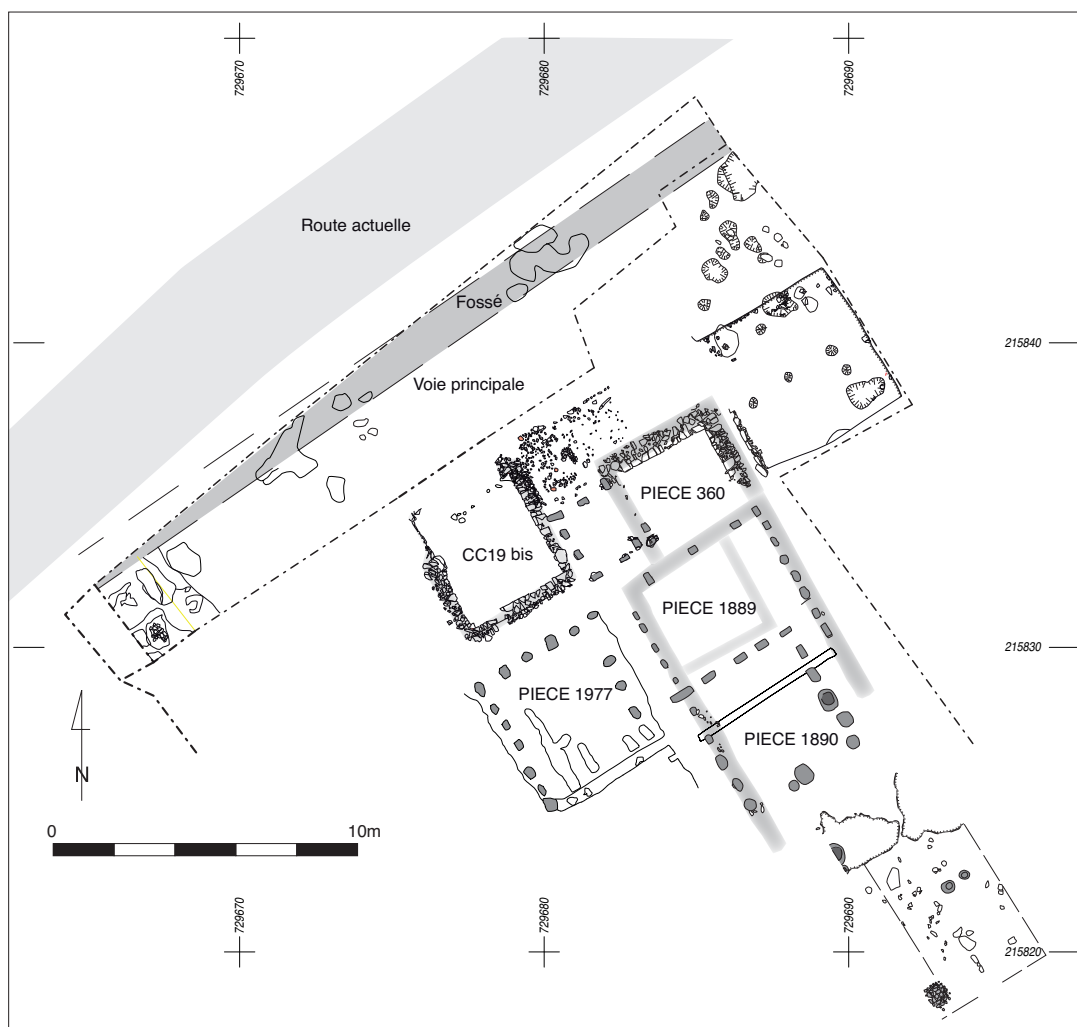 729670
729680
729690
Route actuelle
Fossé
215840
Voie principale
PIECE 360
CC19 bis
PIECE 1889
215830
PIECE 1977
PIECE 1890
N
0 10m
729670
729680
729690
215820